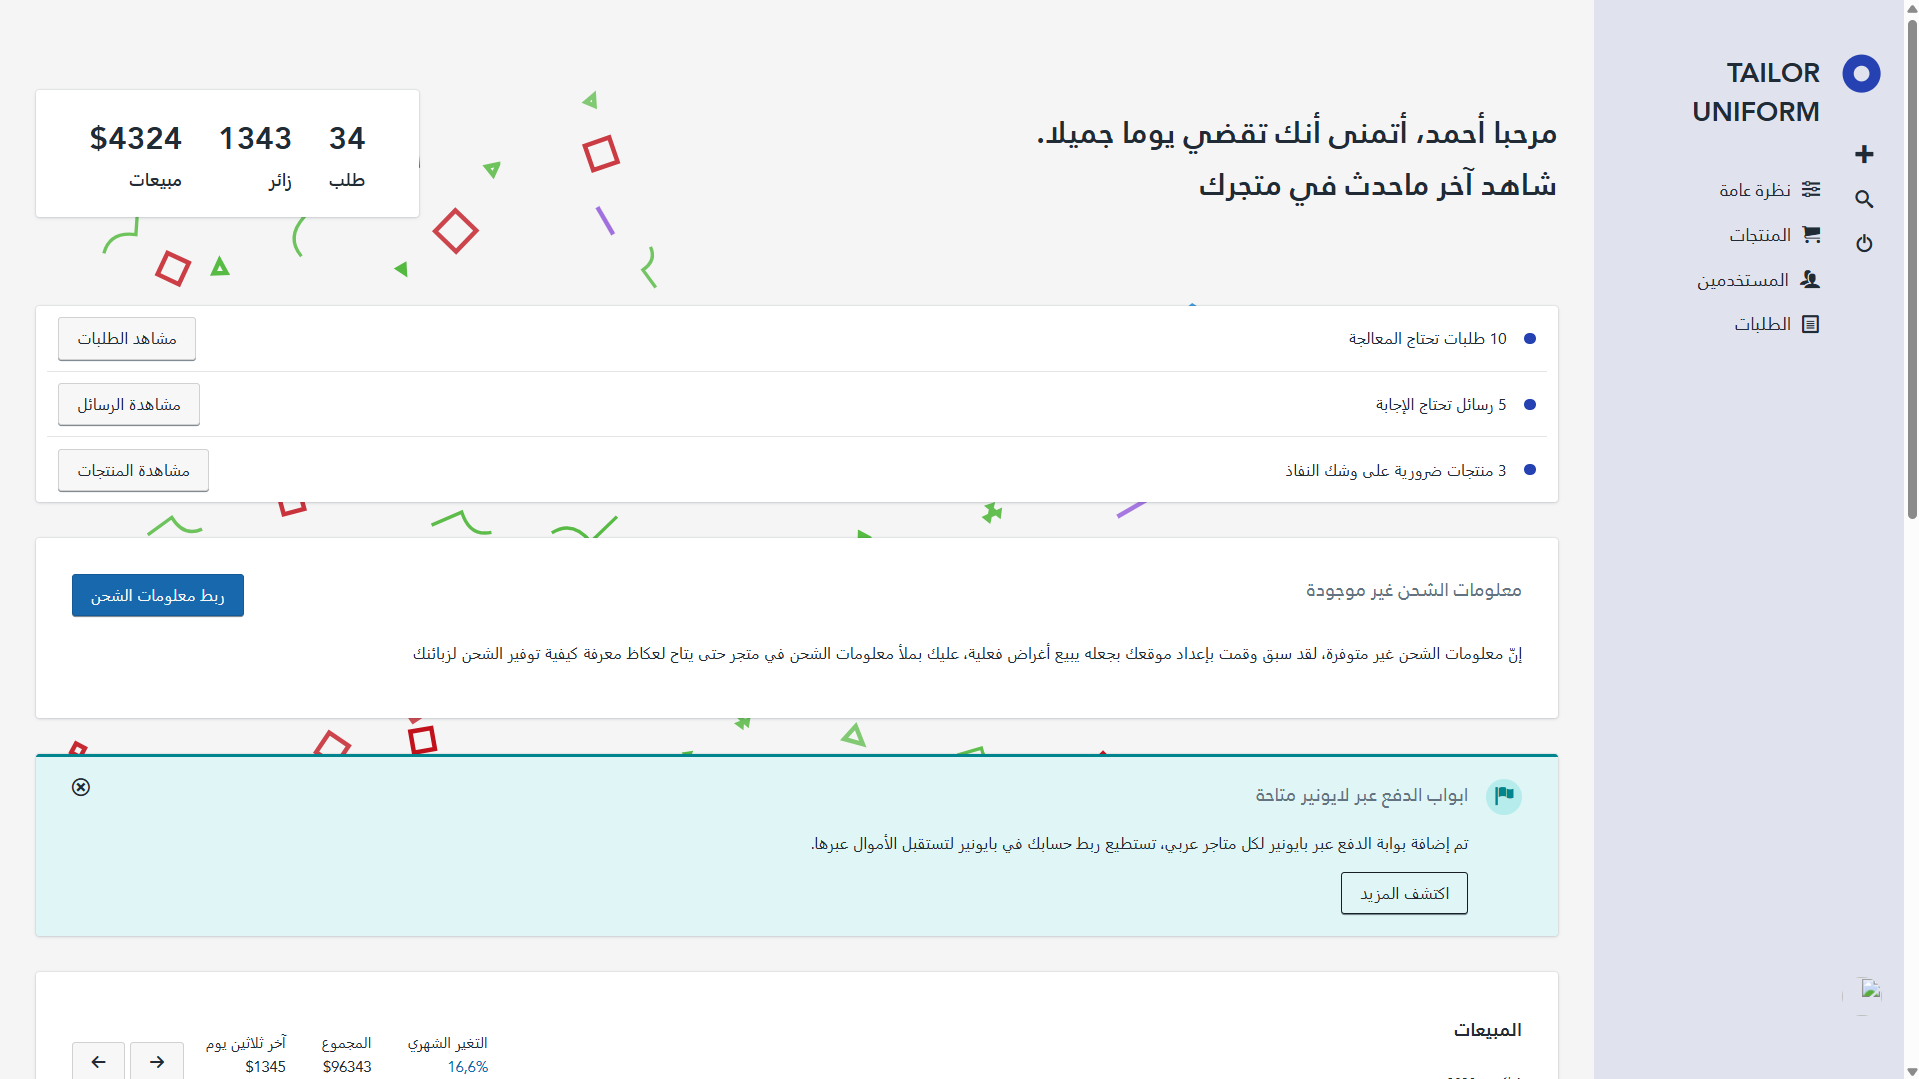 TAILOR
UNIFORM
نظرة عامة
المنتجات
المستخدمين
الطلبات
مرحبا أحمد، أتمنى أنك تقضي يوما جميلا.
شاهد آخر ماحدث في متجرك
34
طلب
1343
زائر
$4324
مبيعات
10 طلبات تحتاج المعالجة
مشاهد الطلبات
5 رسائل تحتاج الإجابة
مشاهدة الرسائل
3 منتجات ضرورية على وشك النفاذ
مشاهدة المنتجات
معلومات الشحن غير موجودة
ربط معلومات الشحن
إنّ معلومات الشحن غير متوفرة، لقد سبق وقمت بإعداد موقعك بجعله يبيع أغراض فعلية، عليك بملأ معلومات الشحن في متجر حتى يتاح لعكاظ معرفة كيفية توفير الشحن لزبائنك
ابواب الدفع عبر لايونير متاحة
تم إضافة بوابة الدفع عبر بايونير لكل متاجر عربي، تستطيع ربط حسابك في بايونير لتستقبل الأموال عبرها.
اكتشف المزيد
المبيعات
التغير الشهري
16,6%
المجموع
$96343
آخر ثلاثين يوم
$1345